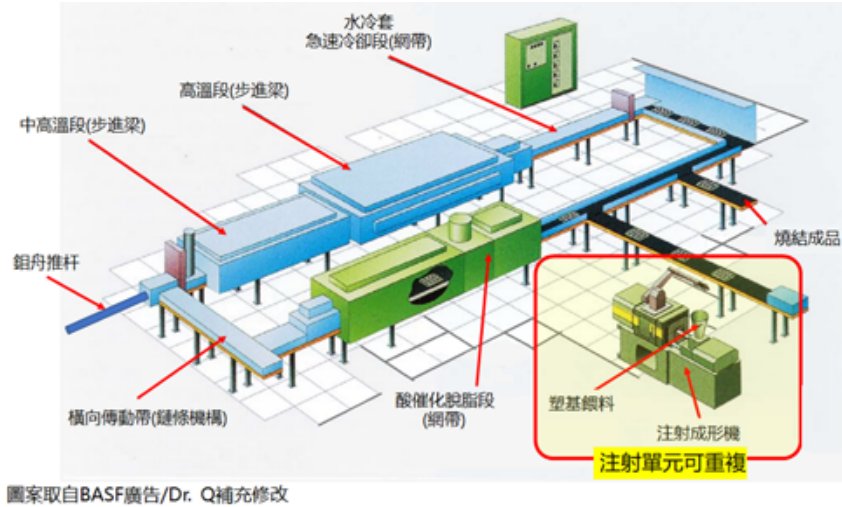 水冷套
急速冷卻段(網帶)
高溫段(步進梁)
中高溫段(步進梁)
鉬舟推杆
燒結成品
橫向傳動帶(鏈條機構)
酸催化脫脂段
(網帶)
塑基餵料
注射成形機
注射單元可重複
圖案取自BASF廣告/Dr. Q補充修改